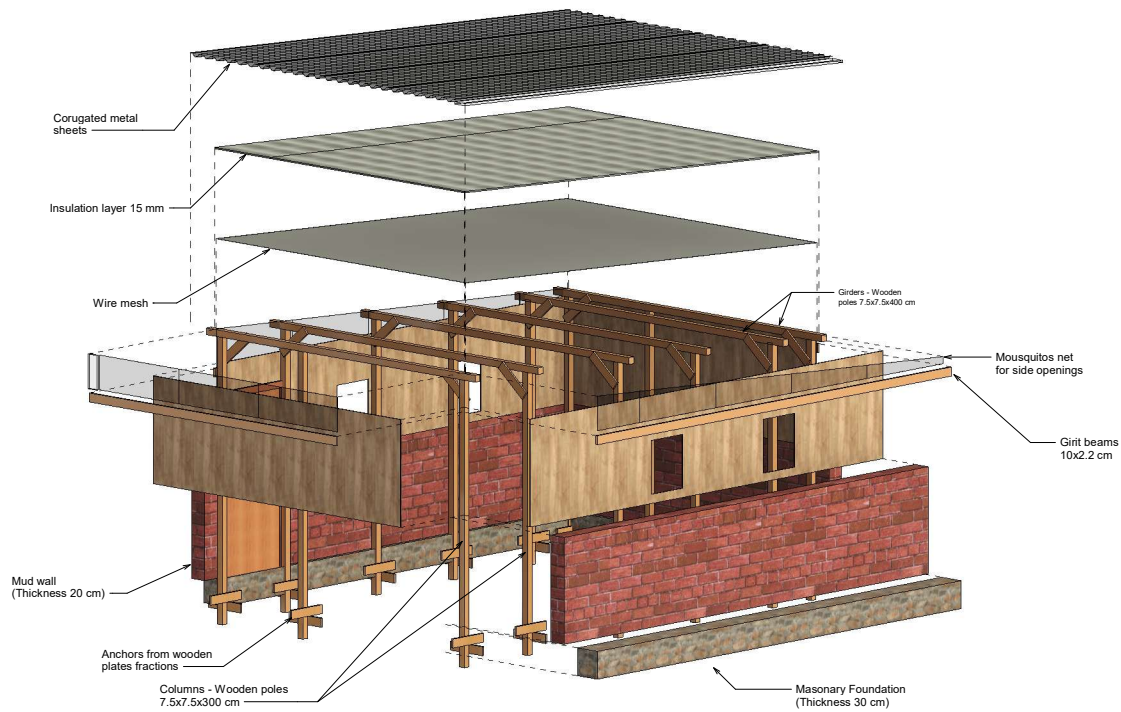 Corugated metal
sheets
Insulation layer 15 mm
Wire mesh
Girders - Wooden
poles 7.5x7.5x400 cm
Mousquitos net
for side openings
Girit beams
10x2.2 cm
Mud wall
(Thickness 20 cm)
Anchors from wooden
plates fractions
Columns - Wooden poles
7.5x7.5x300 cm
Masonary Foundation
(Thickness 30 cm)